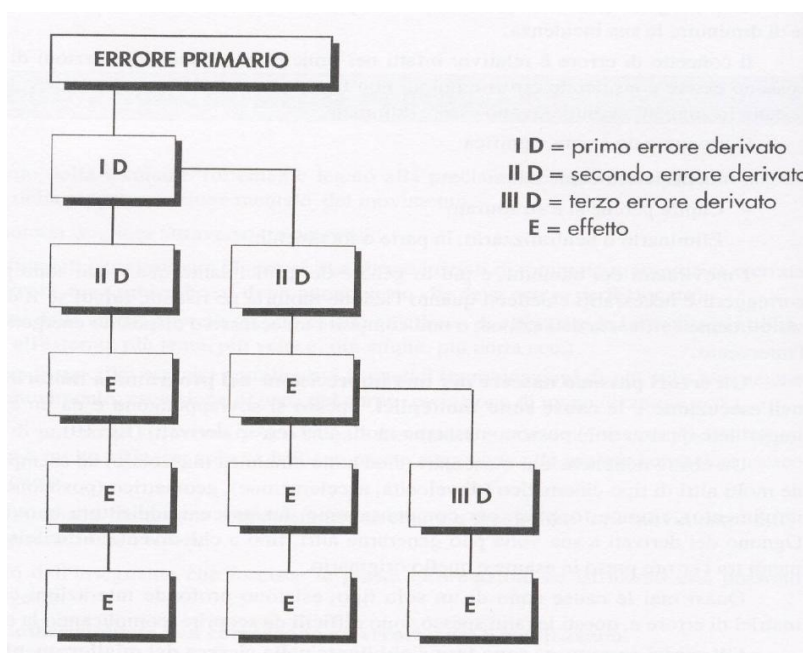 ERRORE PRIMARIO
I D
I D = primo errore derivato
II D = secondo errore derivato
III D = terzo errore derivato
E = effetto
II D
II D
E
E
E
E
III D
E
E
E